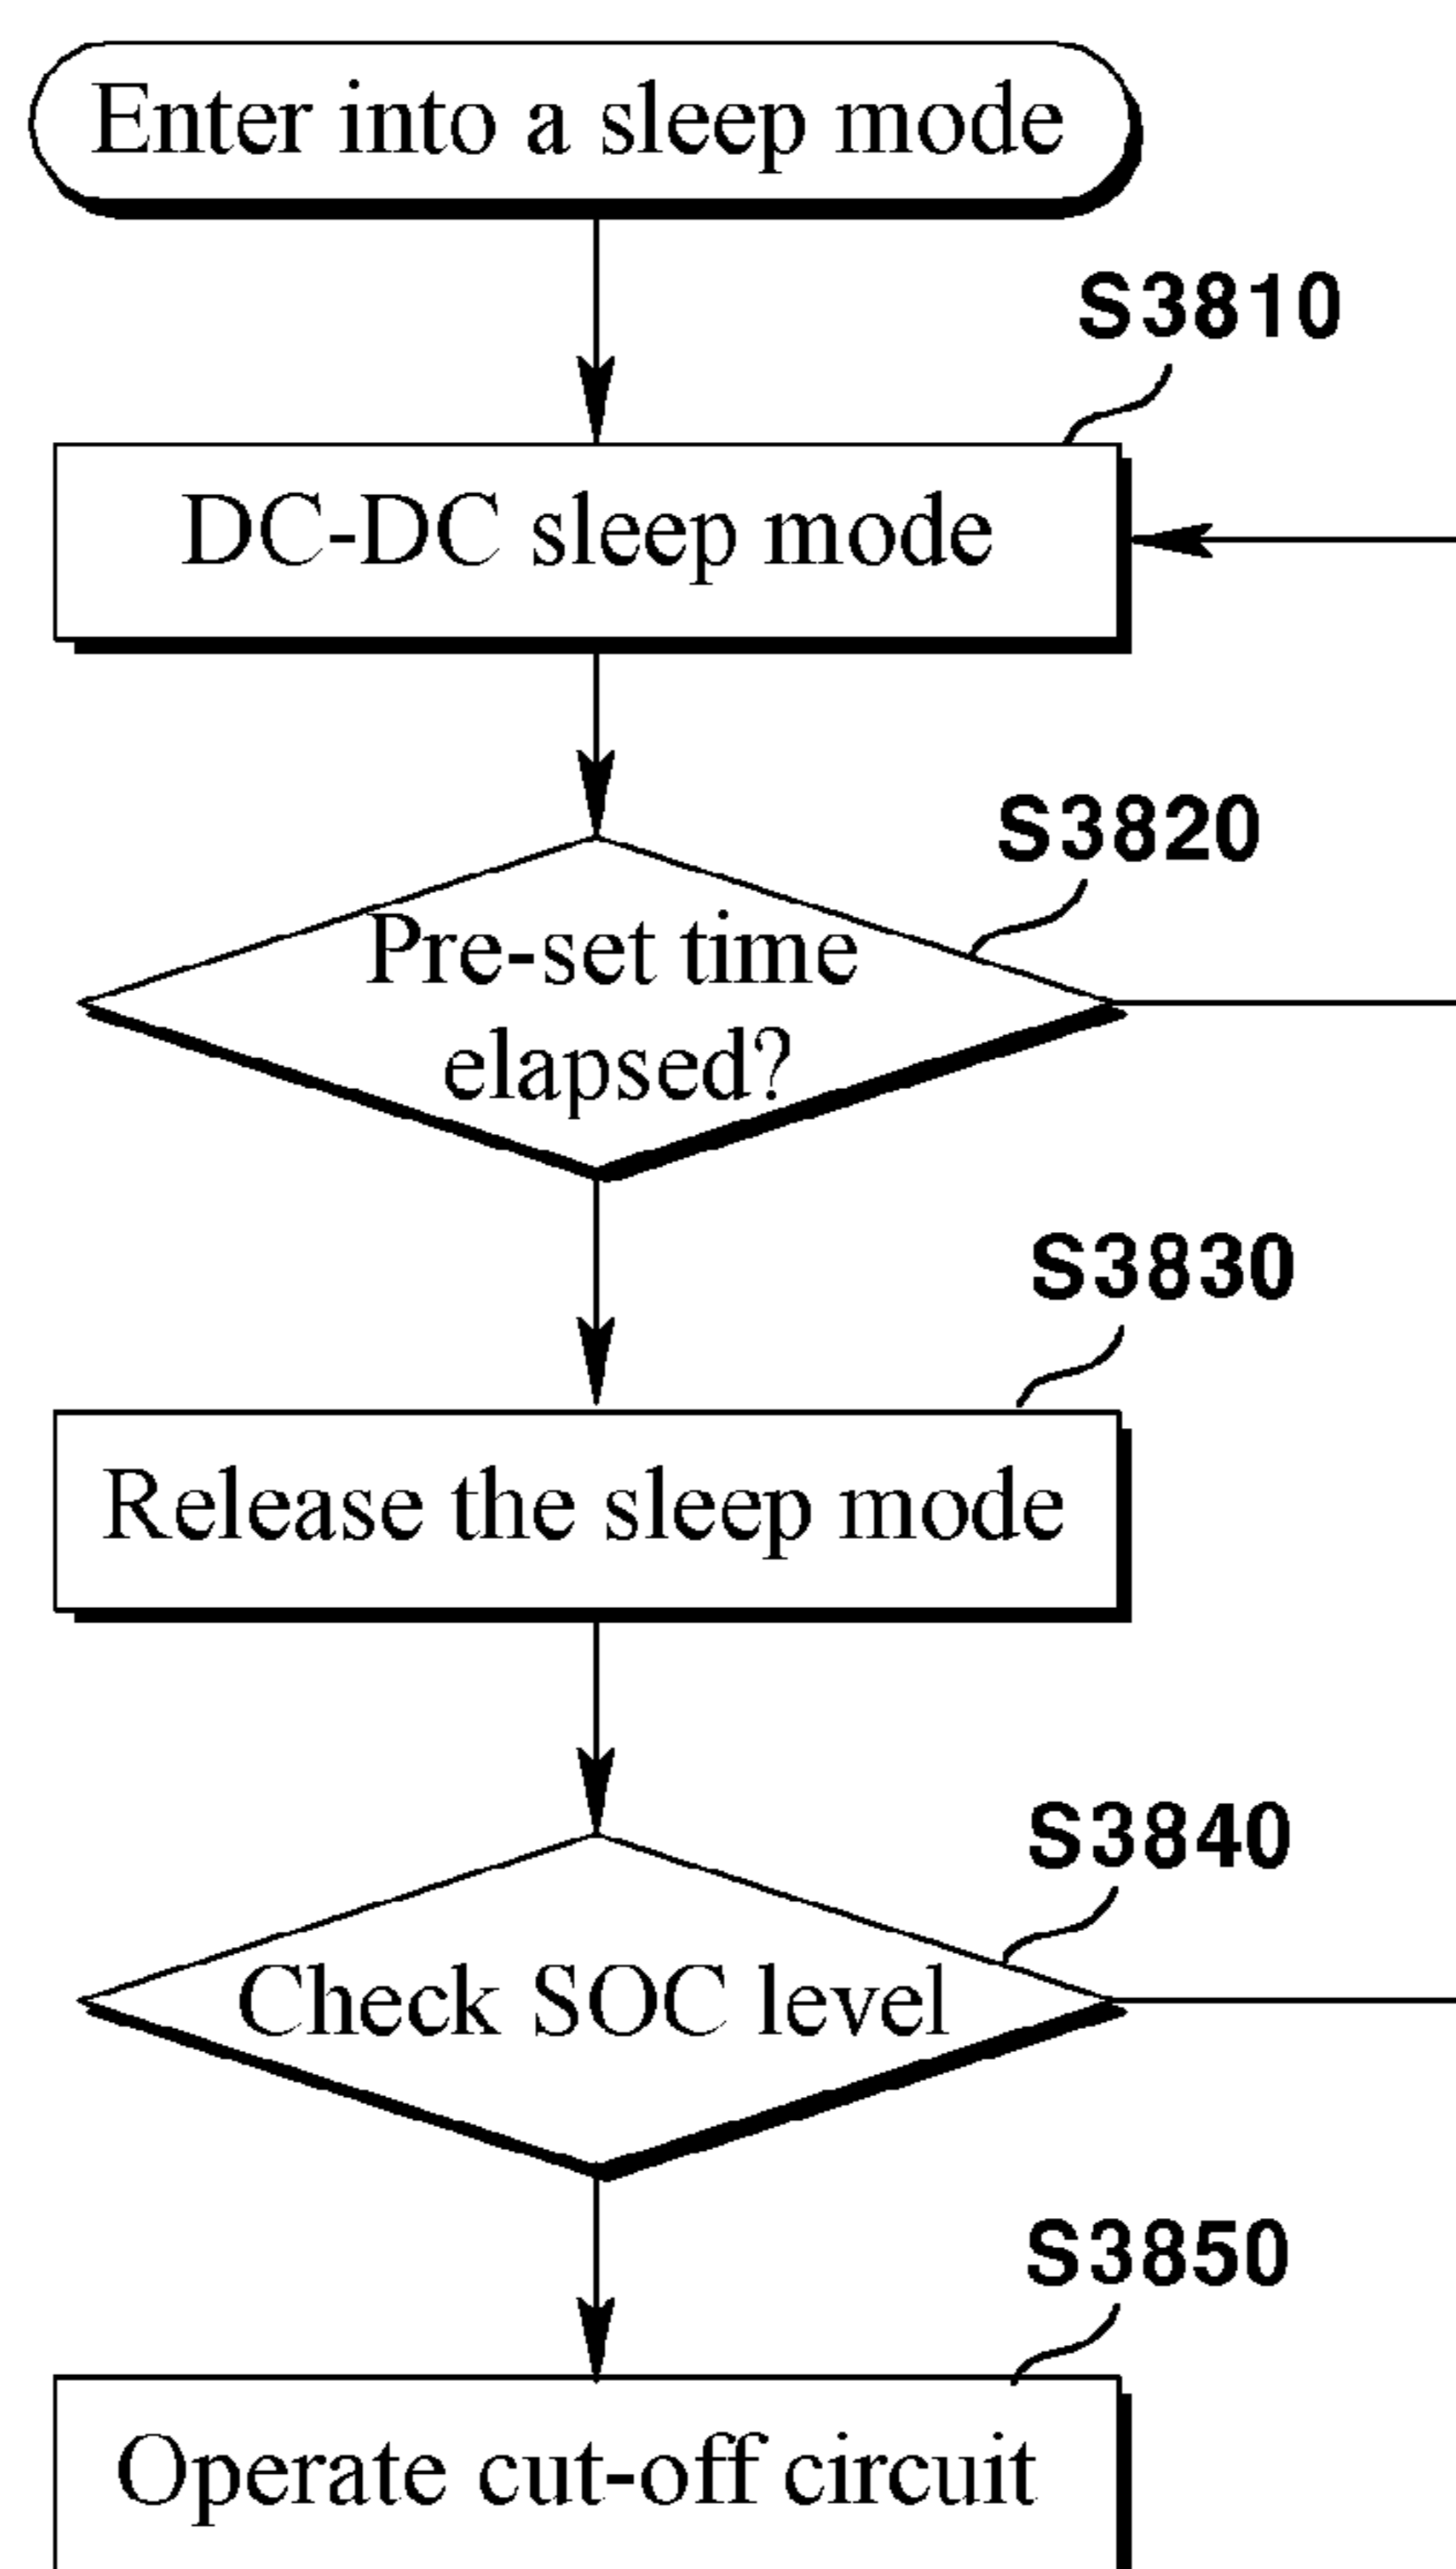 Enter into a sleep mode
S3810
DC-DC sleep mode
S3820
Pre-set time
elapsed?
S3830
Release the sleep mode
S3840
Check SOC level
S3850
Operate cut-off circuit